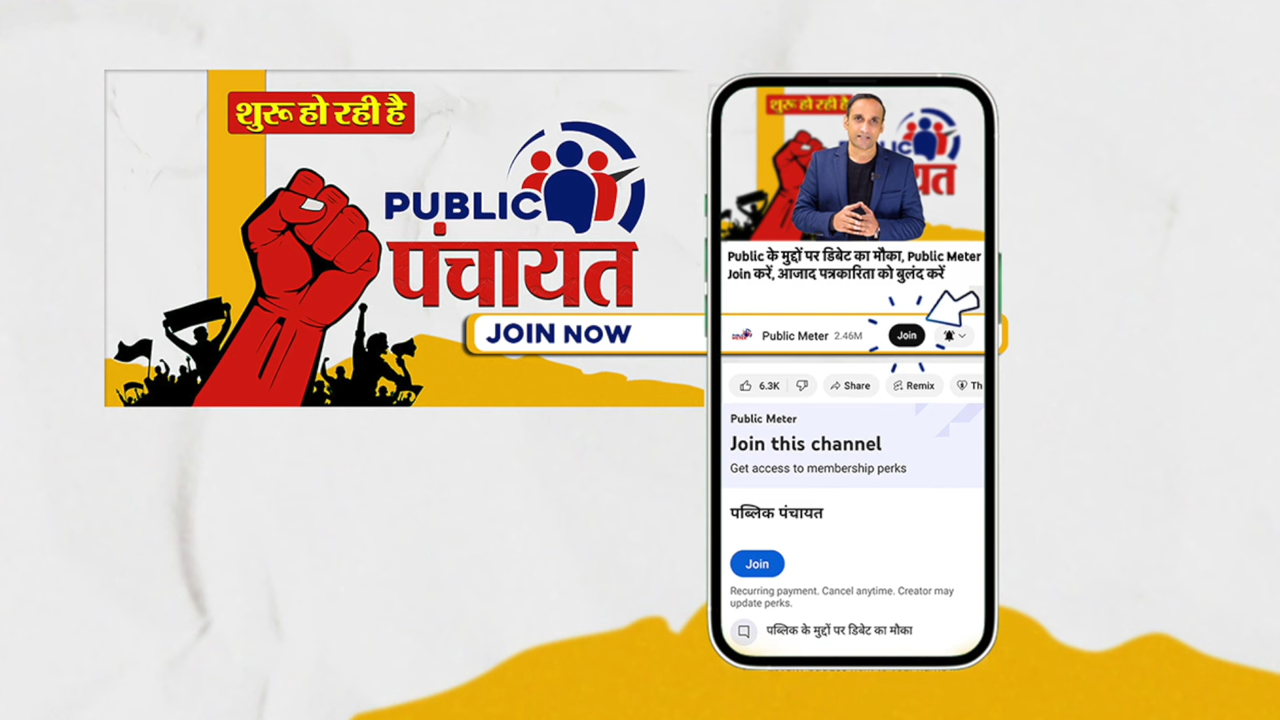 शुरू हो रही है
PUBLIC
पंचायत
JOIN NOW
शुरू हो रही है
Public के मुद्दों पर डिबेट का मौका, Public Meter
Join करें, आजाद पत्रकारिता को बुलंद करें
Public Meter 2.46M Join
6.3K Share Remix Th
Public Meter
Join this channel
Get access to membership perks
पब्लिक पंचायत
Join
Recurring payment. Cancel anytime. Creator may
update perks.
पब्लिक के मुद्दों पर डिबेट का मौका